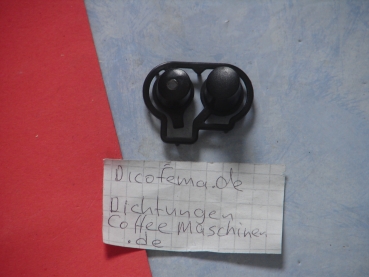 Dicofema.de
Dichtungen
Coffee Maschinen
.de